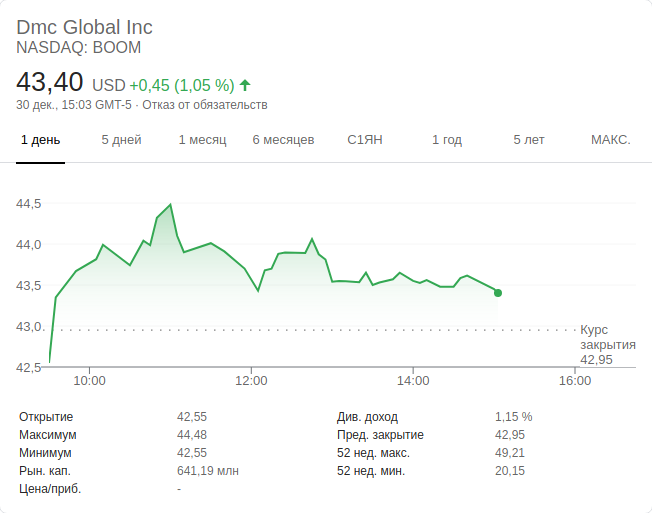 Dmc Global Inc
NASDAQ: BOOM
43,40 USD +0,45 (1,05 %)
30 дек., 15:03 GMT-5 · Отказ от обязательств
1 день 5 дней 1 месяц 6 месяцев С1ЯН 1 год 5 лет МАКС.
44,5
44,0
43,5
43,0
42,5
Курс
закрытия
42,95
10:00 12:00 14:00 16:00
Открытие 42,55 Див. доход 1,15 %
Максимум 44,48 Пред. закрытие 42,95
Минимум 42,55 52 нед. макс. 49,21
Рын. кап. 641,19 млн 52 нед. мин. 20,15
Цена/приб. -